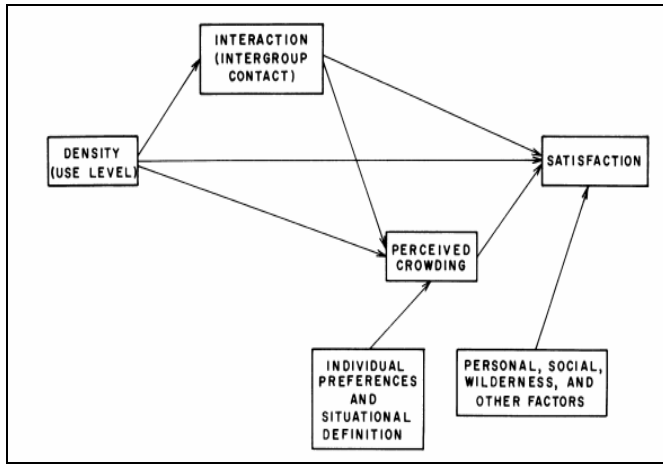 INTERACTION
(INTERGROUP
CONTACT)
DENSITY
(USE LEVEL)
SATISFACTION
PERCEIVED
CROWDING
INDIVIDUAL
PREFERENCES
AND
SITUATIONAL
DEFINITION
PERSONAL, SOCIAL,
WILDERNESS, AND
OTHER FACTORS